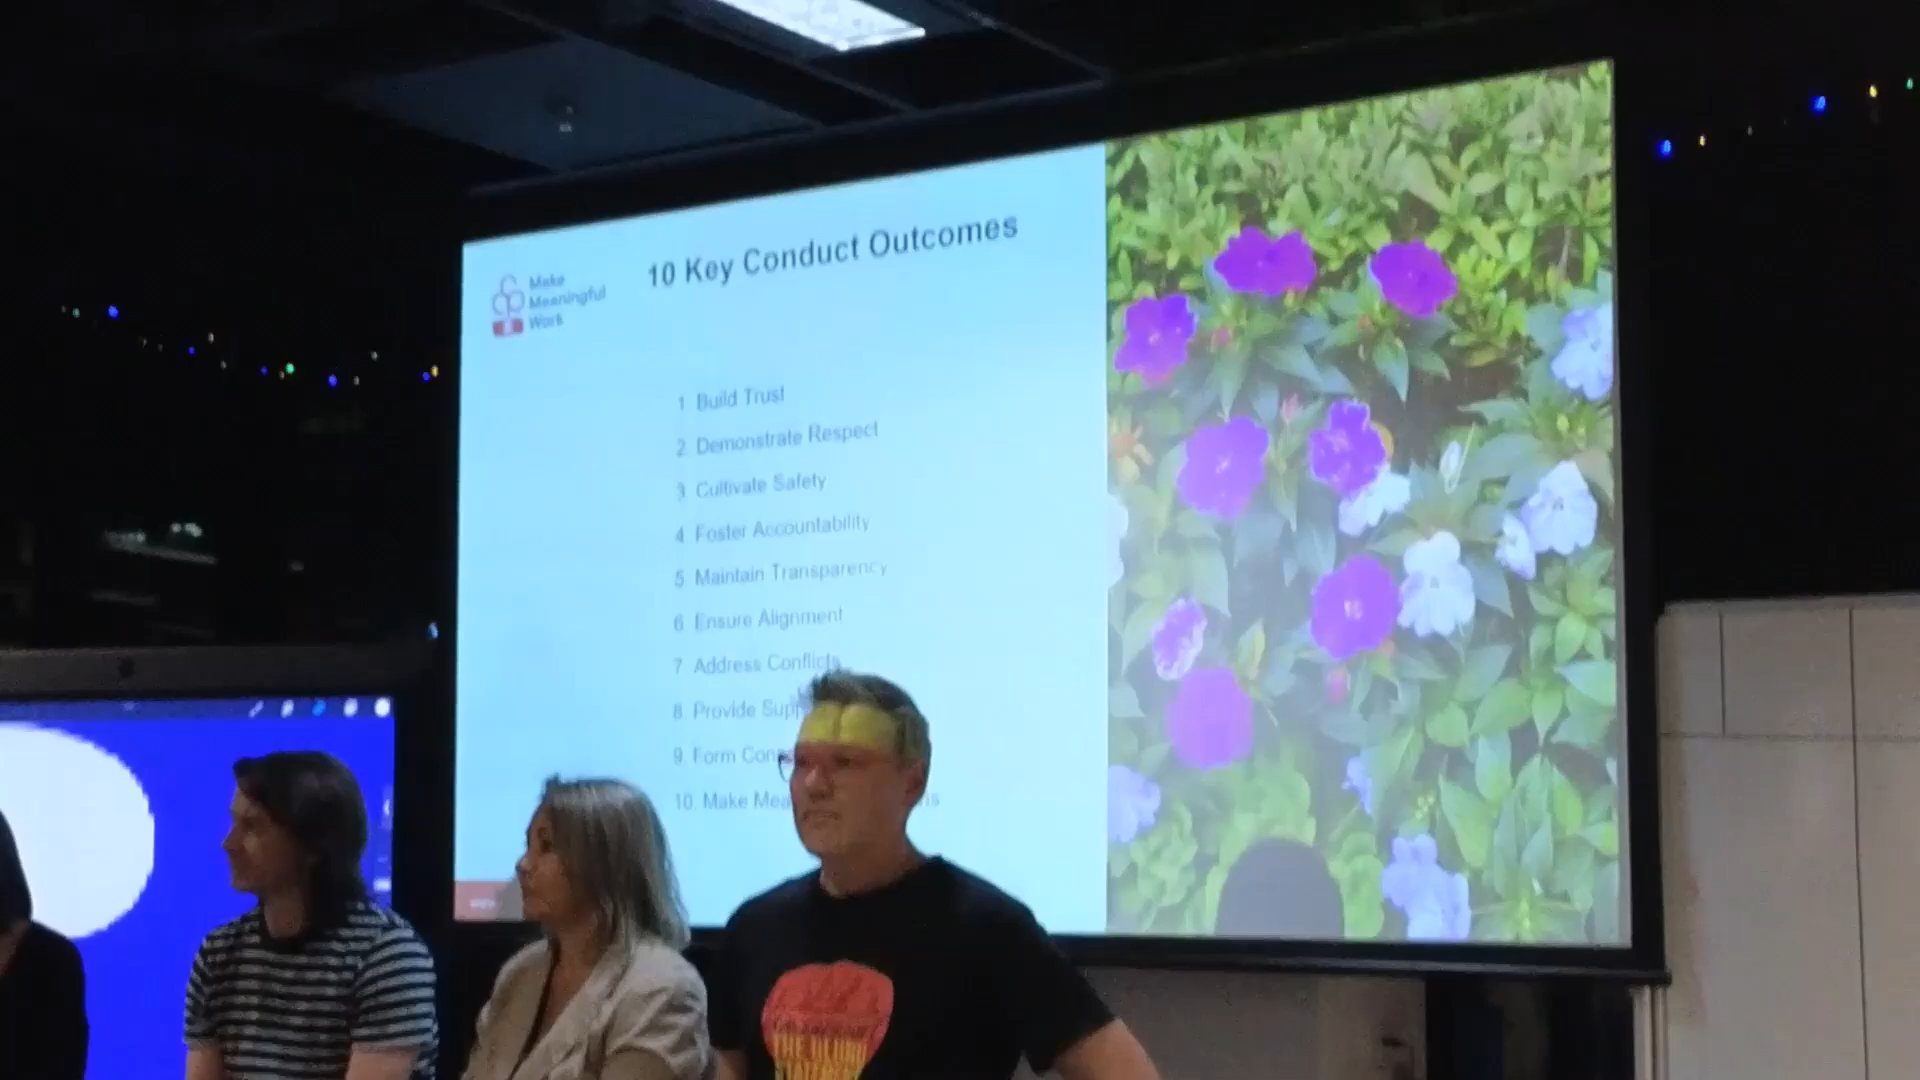 10 Key Conduct Outcomes
Make
Meaningful
Work
1 Build Trust
2 Demonstrate Respect
3 Cultivate Safety
4 Foster Accountability
5 Maintain Transparency
6 Ensure Alignment
7 Address Conflicts
8 Provide
9 Form
10 Make